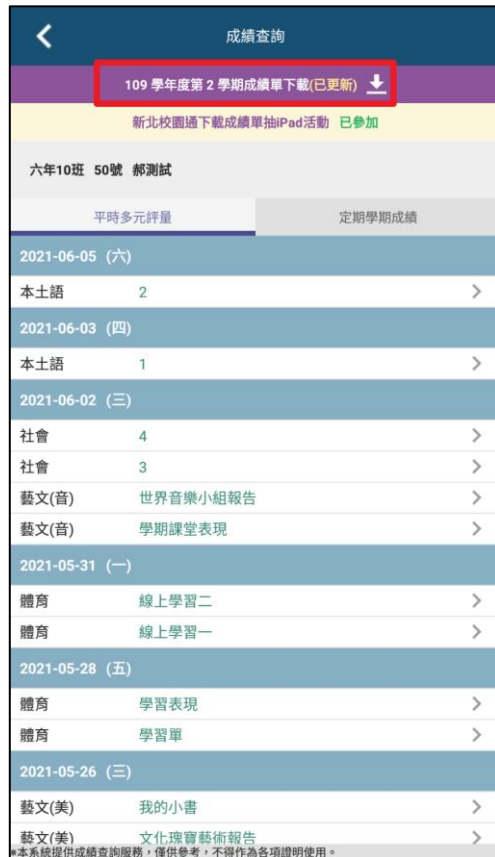 成績查詢
109 學年度第 2 學期成績單下載(已更新)
新北校園通下載成績單抽iPad活動 已參加
六年10班 50號 郝測試
平時多元評量 定期學期成績
2021-06-05 (六)
本土語 2
2021-06-03 (四)
本土語 1
2021-06-02 (三)
社會 4
社會 3
藝文(音) 世界音樂小組報告
藝文(音) 學期課堂表現
2021-05-31 (一)
體育 線上學習二
體育 線上學習一
2021-05-28 (五)
體育 學習表現
體育 學習單
2021-05-26 (三)
藝文(美) 我的小書
藝文(美) 文化瑰寶藝術報告
*本系統提供成績查詢服務,僅供參考,不得作為各項證明使用。